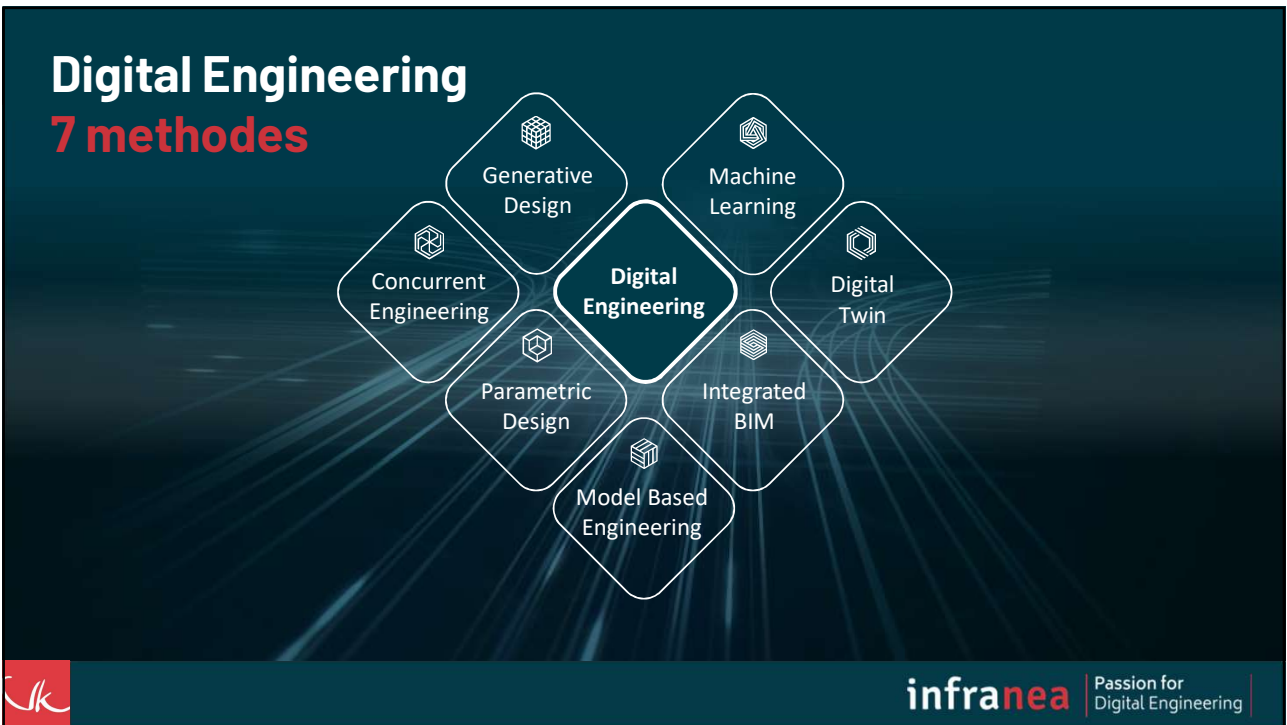 Digital Engineering
7 methodes
Generative
Design
Machine
Learning
Concurrent
Engineering
Digital
Engineering
Digital
Twin
Parametric
Design
Integrated
BIM
Model Based
Engineering
infranea
Passion for
Digital Engineering